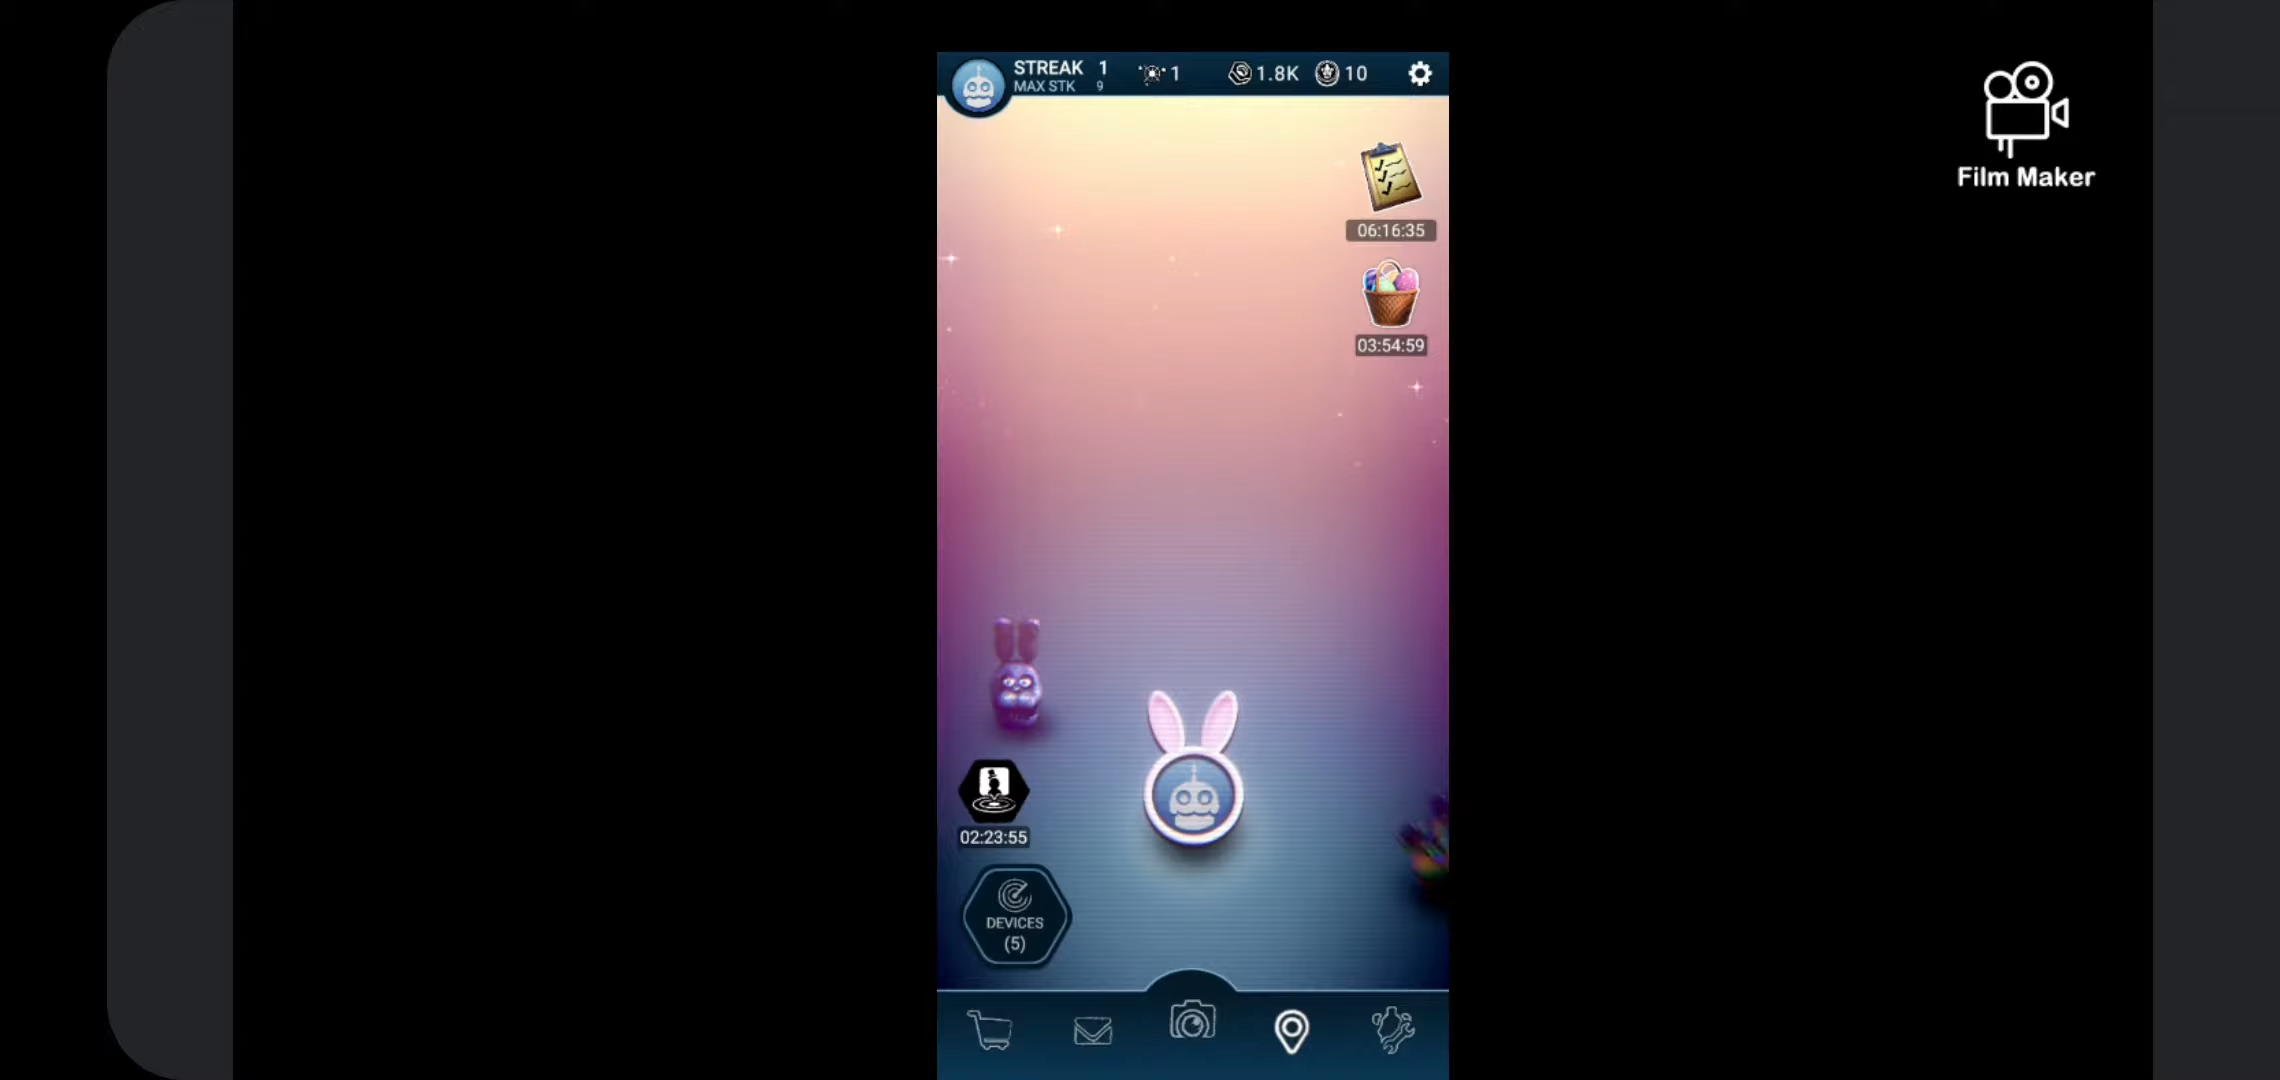 STREAK 1
MAX STK 9
1
1.8K
10
Film Maker
06:16:35
03:54:59
02:23:55
DEVICES
(5)